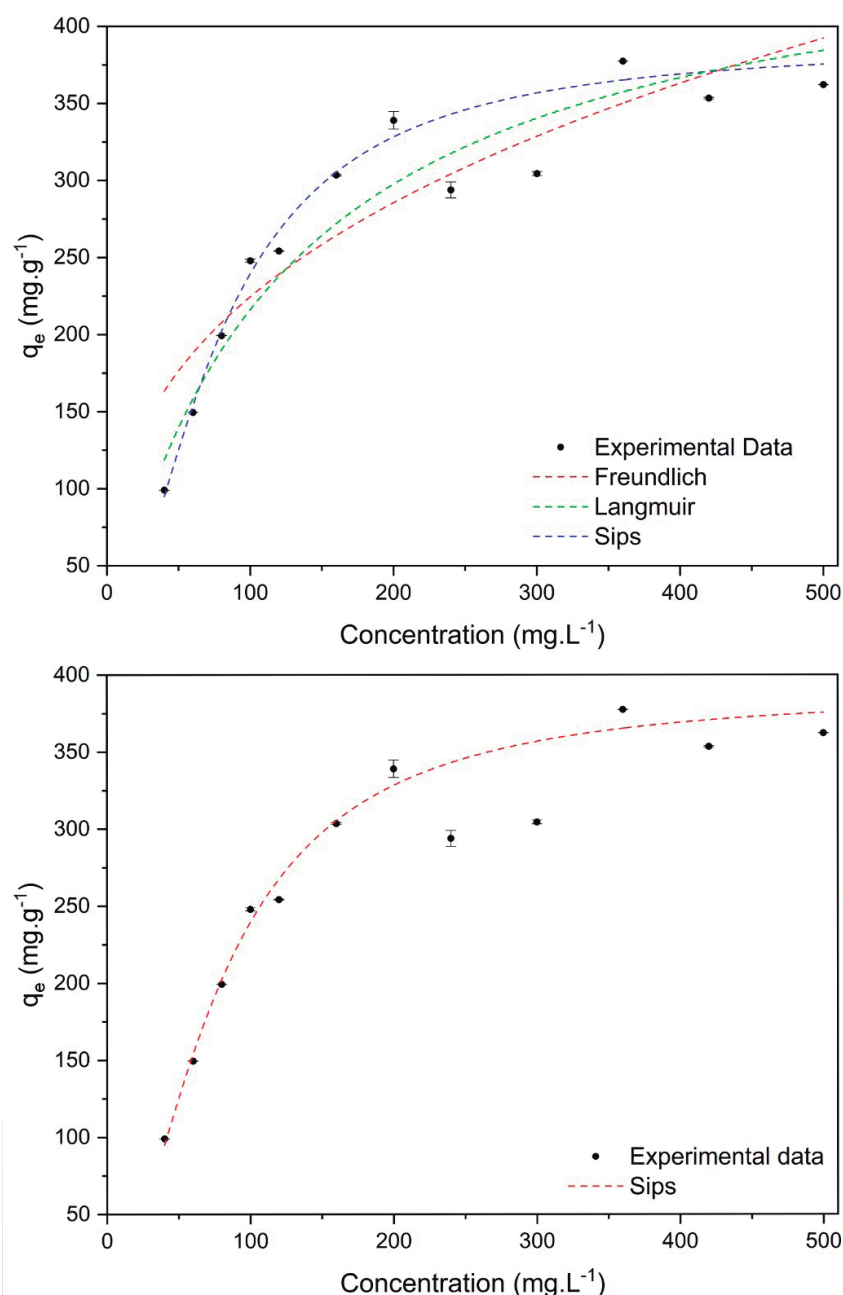 400
350
300
250
200
150
100
50
qₑ (mg.g⁻¹)
Experimental Data
Freundlich
Langmuir
Sips
0 100 200 300 400 500
Concentration (mg.L⁻¹)
400
350
300
250
200
150
100
50
qₑ (mg.g⁻¹)
Experimental data
Sips
0 100 200 300 400 500
Concentration (mg.L⁻¹)